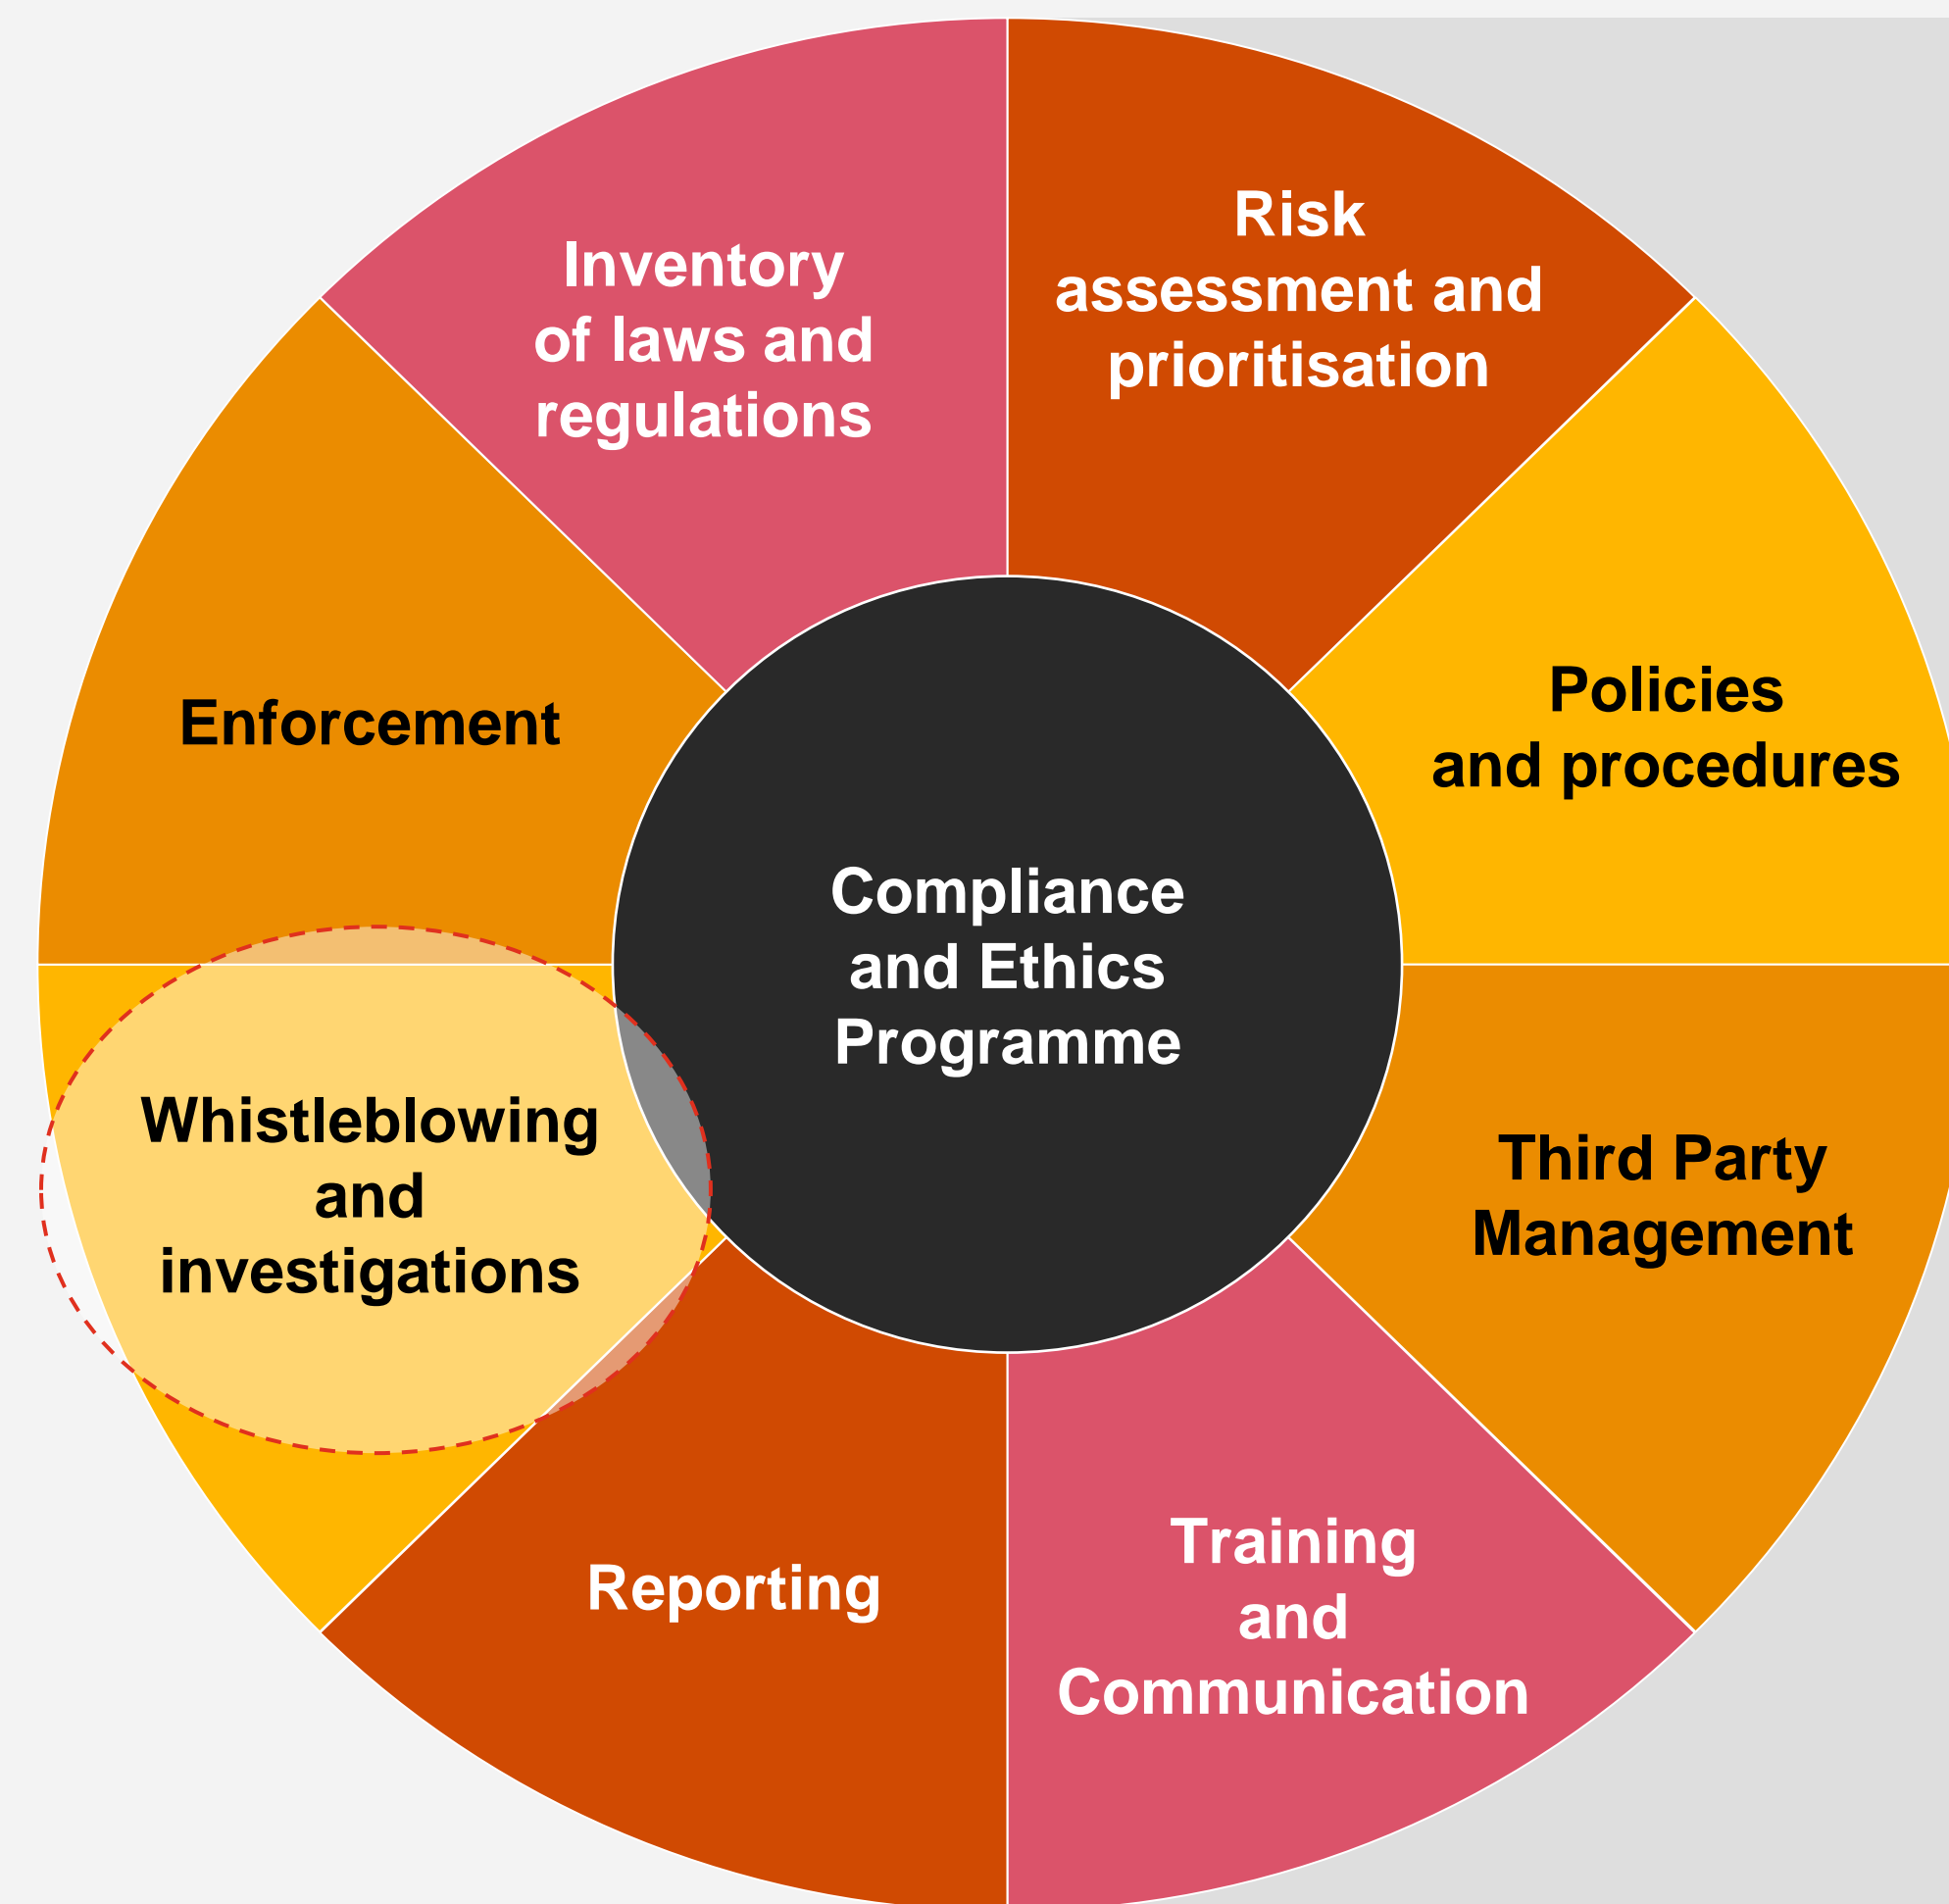 Inventory
of laws and
regulations
Risk
assessment and
prioritisation
Policies
and procedures
Third Party
Management
Training
and
Communication
Reporting
Whistleblowing
and
investigations
Enforcement
Compliance
and Ethics
Programme